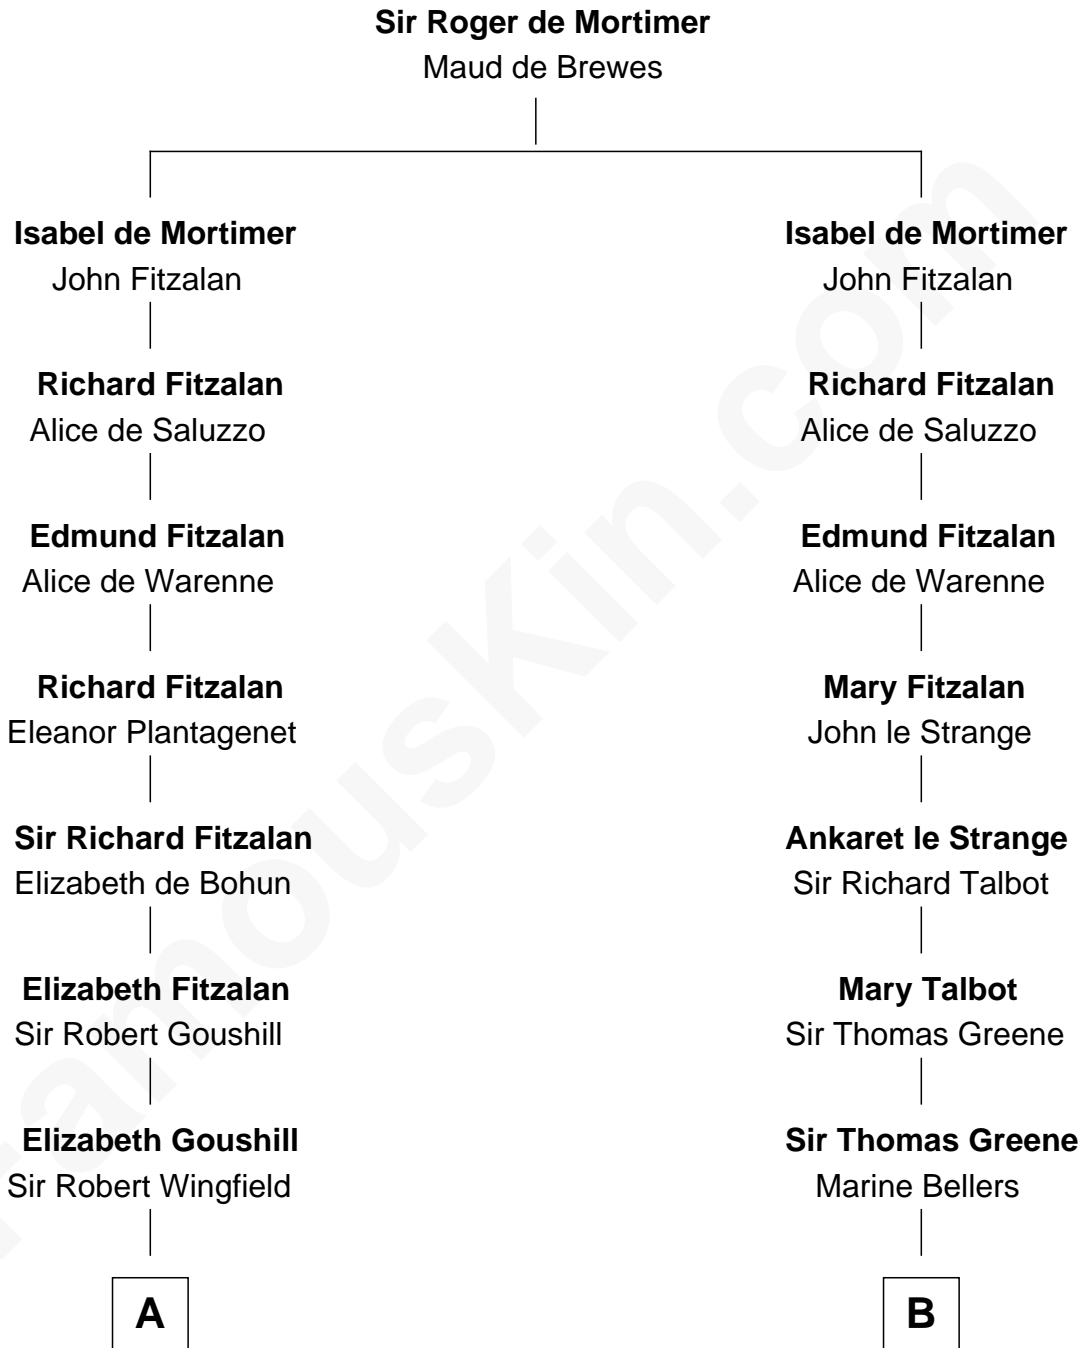 Sir Roger de Mortimer
Maud de Brewes
Isabel de Mortimer
John Fitzalan
Richard Fitzalan
Alice de Saluzzo
Edmund Fitzalan
Alice de Warenne
Richard Fitzalan
Eleanor Plantagenet
Sir Richard Fitzalan
Elizabeth de Bohun
Elizabeth Fitzalan
Sir Robert Goushill
Elizabeth Goushill
Sir Robert Wingfield
A
Isabel de Mortimer
John Fitzalan
Richard Fitzalan
Alice de Saluzzo
Edmund Fitzalan
Alice de Warenne
Mary Fitzalan
John le Strange
Ankaret le Strange
Sir Richard Talbot
Mary Talbot
Sir Thomas Greene
Sir Thomas Greene
Marine Bellers
B
FamousKin.com